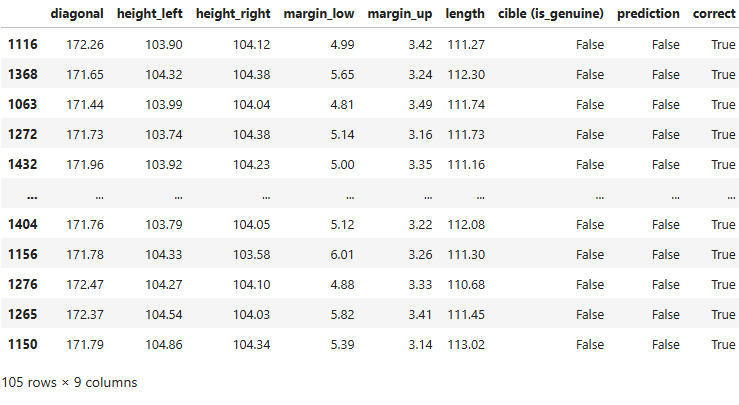 diagonal height_left height_right margin_low margin_up length cible (is_genuine) prediction correct
1116 172.26 103.90 104.12 4.99 3.42 111.27 False False True
1368 171.65 104.32 104.38 5.65 3.24 112.30 False False True
1063 171.44 103.99 104.04 4.81 3.49 111.74 False False True
1272 171.73 103.74 104.38 5.14 3.16 111.73 False False True
1432 171.96 103.92 104.23 5.00 3.35 111.16 False False True
... ... ... ... ... ... ... ... ... ...
1404 171.76 103.79 104.05 5.12 3.22 112.08 False False True
1156 171.78 104.33 103.58 6.01 3.26 111.30 False False True
1276 172.47 104.27 104.10 4.88 3.33 110.68 False False True
1265 172.37 104.54 104.03 5.82 3.41 111.45 False False True
1150 171.79 104.86 104.34 5.39 3.14 113.02 False False True
105 rows × 9 columns